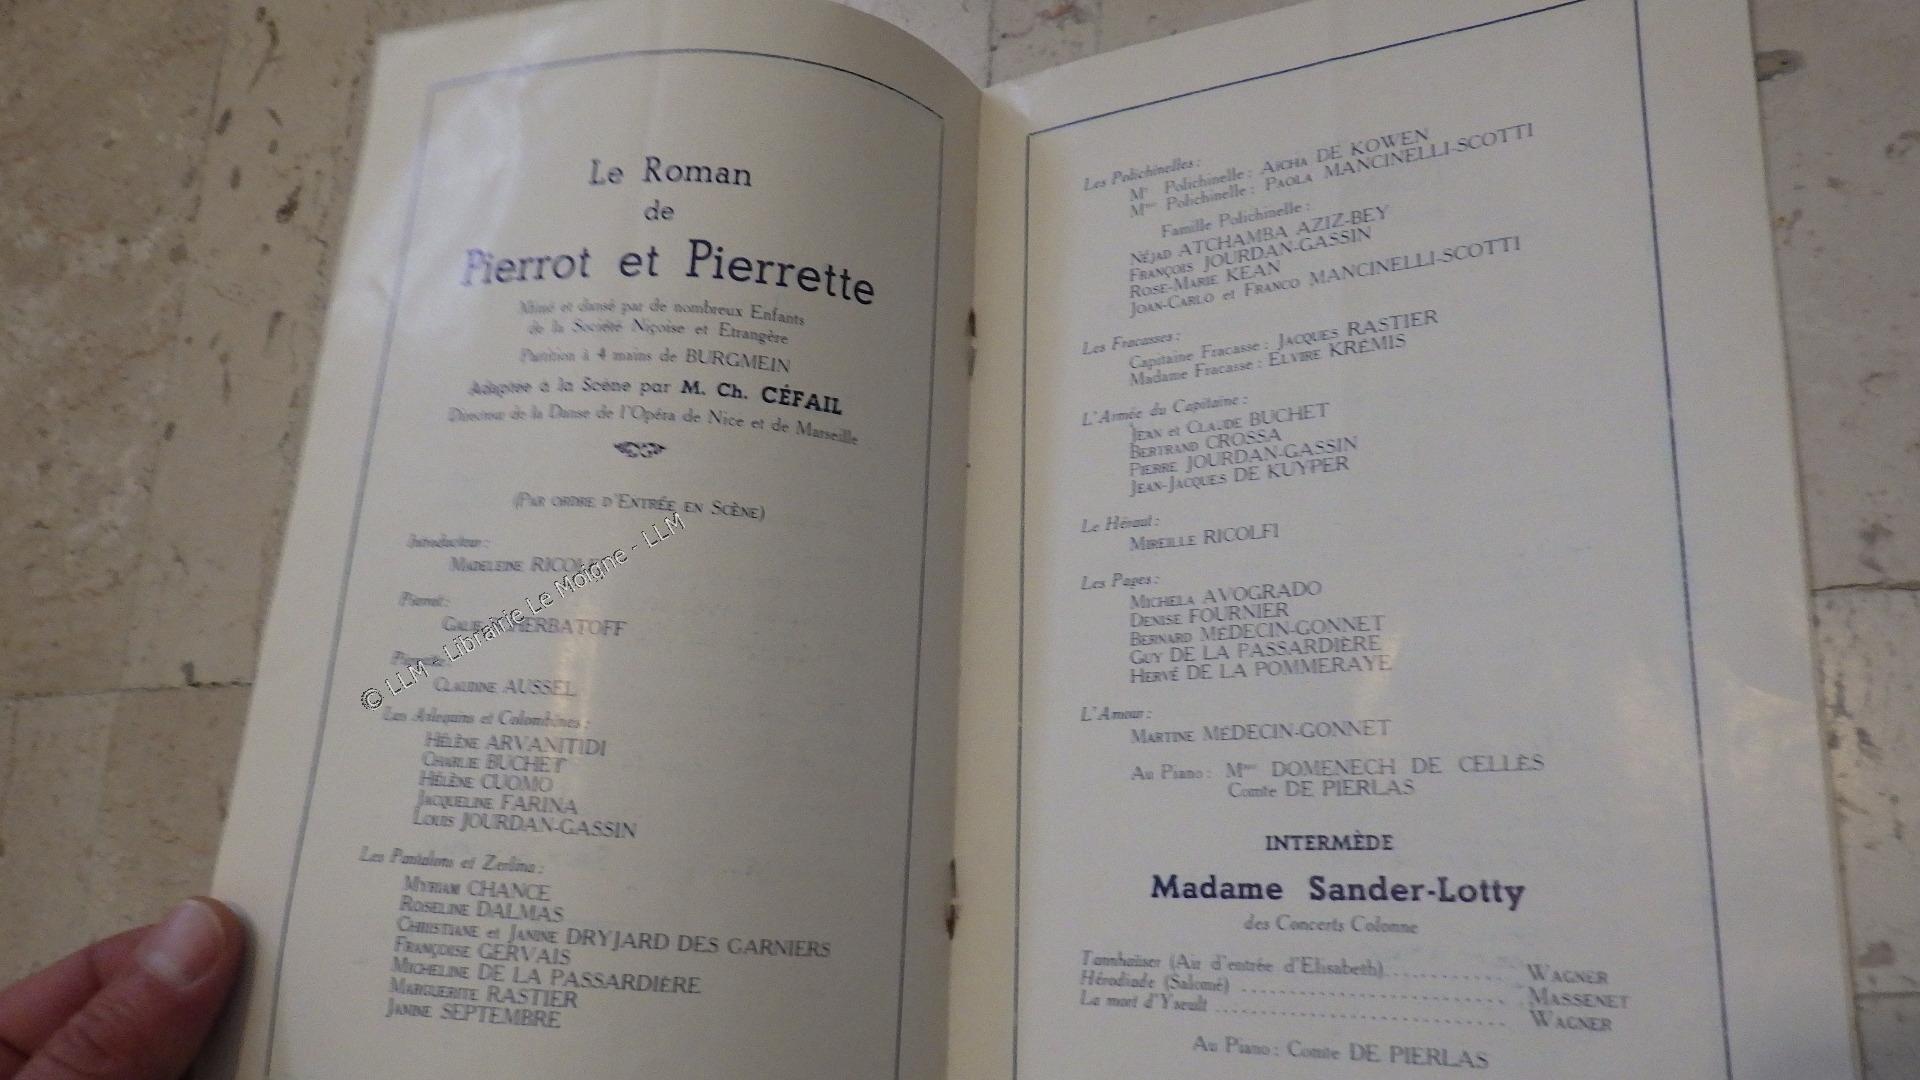 Le Roman
de
Pierrot et Pierrette
Mimé et dansé par de nombreux Enfants
de la Société Niçoise et Etrangère
Partition à 4 mains de BURGMEIN
Adaptée à la Scène par M. Ch. CÉFAIL
Directeur de la Danse de l'Opéra de Nice et de Marseille
(PAR ORDRE D'ENTRÉE EN SCÈNE)
Introducteur :
MADELEINE
Pierrot :
Pierrette
CLAUDINE AUSSEL
Les Arlequins et Colombines :
HÉLÈNE ARVANITIDI
CHARLIE BUCHET
HÉLÈNE CUOMO
JACQUELINE FARINA
LOUIS JOURDAN-GASSIN
Les Pantalons et Zerlina :
MYRIAM CHANCE
ROSELINE DALMAS
CHRISTIANE et JANINE DRYJARD DES GARNIERS
FRANÇOISE GERVAIS
MICHELINE DE LA PASSARDIÈRE
MARGUERITE RASTIER
JANINE SEPTEMBRE
© LLM - Librairie Le Moigne - LLM
Les Polichinelles :
Mr Polichinelle : AÏCHA DE KOWEN
Mme Polichinelle : PAOLA MANCINELLI-SCOTTI
Famille Polichinelle :
NÉJAD ATCHAMBA AZIZ-BEY
FRANÇOIS JOURDAN-GASSIN
ROSE-MARIE KEAN
JOAN-CARLO et FRANCO MANCINELLI-SCOTTI
Les Fracasses :
Capitaine Fracasse : JACQUES RASTIER
Madame Fracasse : ELVIRE KRÉMIS
L'Armée du Capitaine :
JEAN et CLAUDE BUCHET
BERTRAND CROSSA
PIERRE JOURDAN-GASSIN
JEAN-JACQUES DE KUYPER
Le Héraut :
MIREILLE RICOLFI
Les Pages :
MICHELA AVOGRADO
DENISE FOURNIER
BERNARD MÉDECIN-GONNET
GUY DE LA PASSARDIÈRE
HERVÉ DE LA POMMERAYE
L'Amour :
MARTINE MÉDECIN-GONNET
Au Piano : Mme DOMENECH DE CELLÈS
Comte DE PIERLAS
INTERMÈDE
Madame Sander-Lotty
des Concerts Colonne
Tannhaüser (Air d'entrée d'Elisabeth)............ WAGNER
Hérodiade (Salomé) ........................... MASSENET
La mort d'Yseult ............................. WAGNER
Au Piano : Comte DE PIERLAS